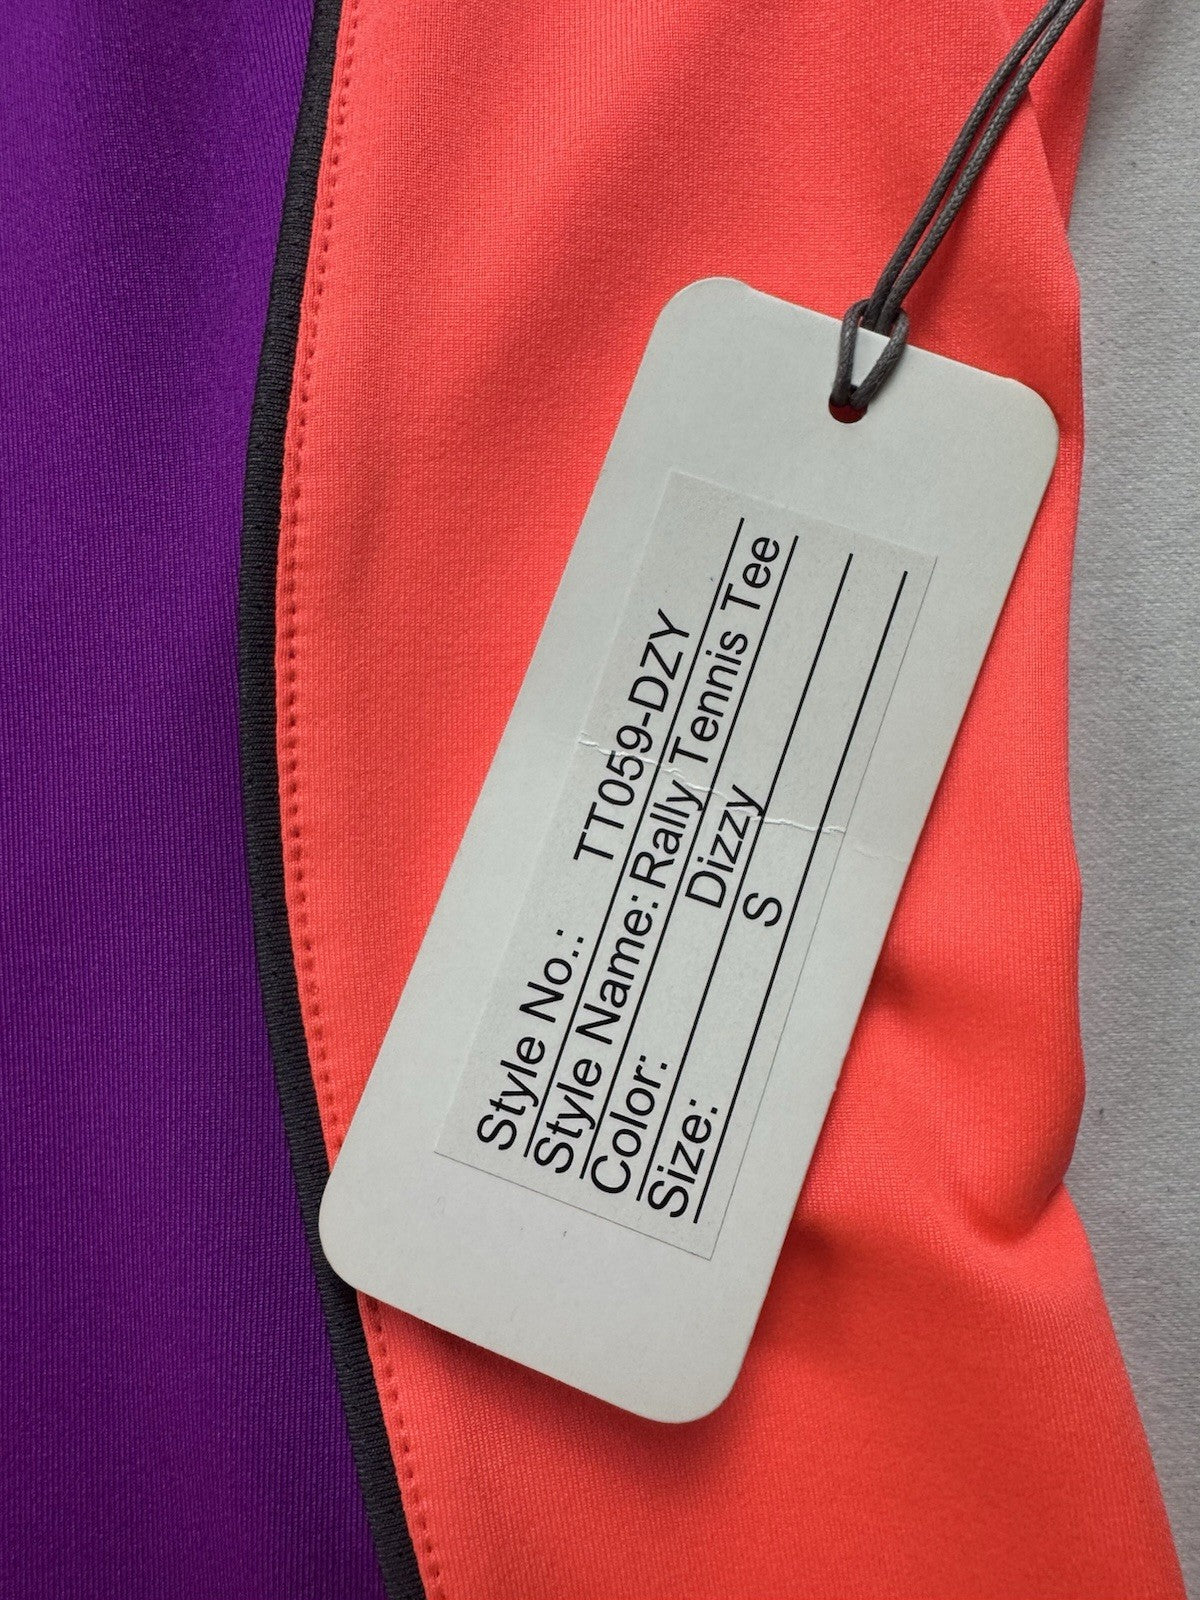 Style No.: TT059-DZY
Style Name: Rally Tennis Tee
Color: Dizzy
Size: S